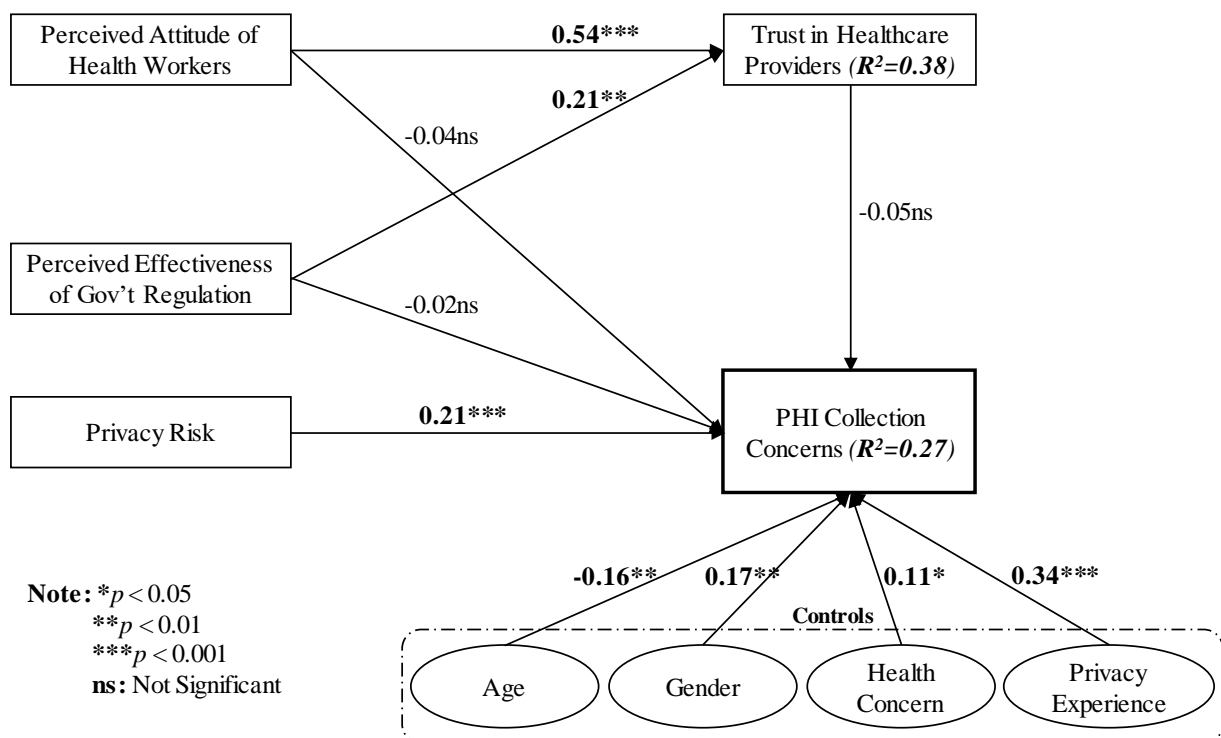 Perceived Attitude of
Health Workers
0.54***
Trust in Healthcare
Providers (R²=0.38)
0.21**
-0.04ns
-0.05ns
Perceived Effectiveness
of Gov’t Regulation
-0.02ns
Privacy Risk
0.21***
PHI Collection
Concerns (R²=0.27)
-0.16**
0.17**
0.11*
0.34***
Note: *p < 0.05
**p < 0.01
***p < 0.001
ns: Not Significant
Controls
Age
Gender
Health
Concern
Privacy
Experience